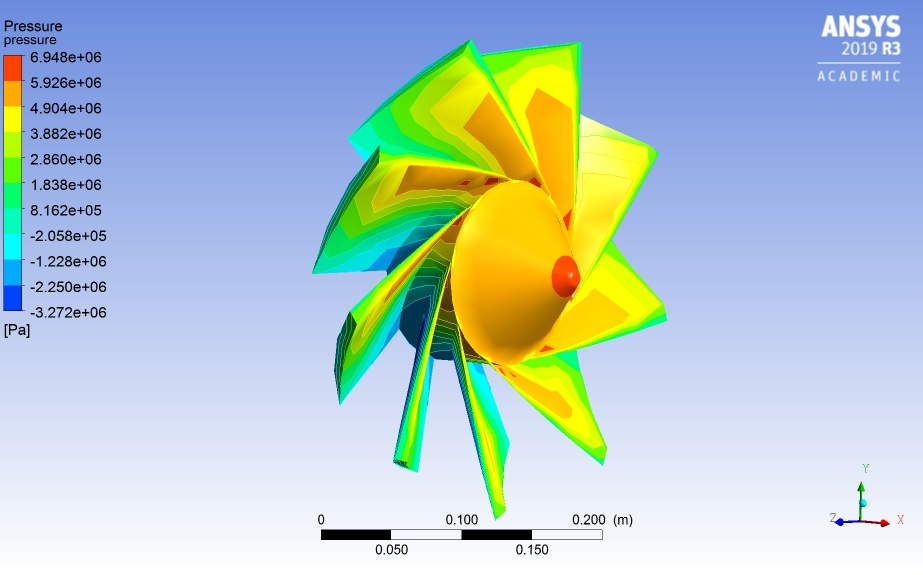 Pressure
pressure
6.948e+06
5.926e+06
4.904e+06
3.882e+06
2.860e+06
1.838e+06
8.162e+05
-2.058e+05
-1.228e+06
-2.250e+06
-3.272e+06
[Pa]
ANSYS
2019 R3
ACADEMIC
0 0.100 0.200 (m)
0.050 0.150
Y
Z X